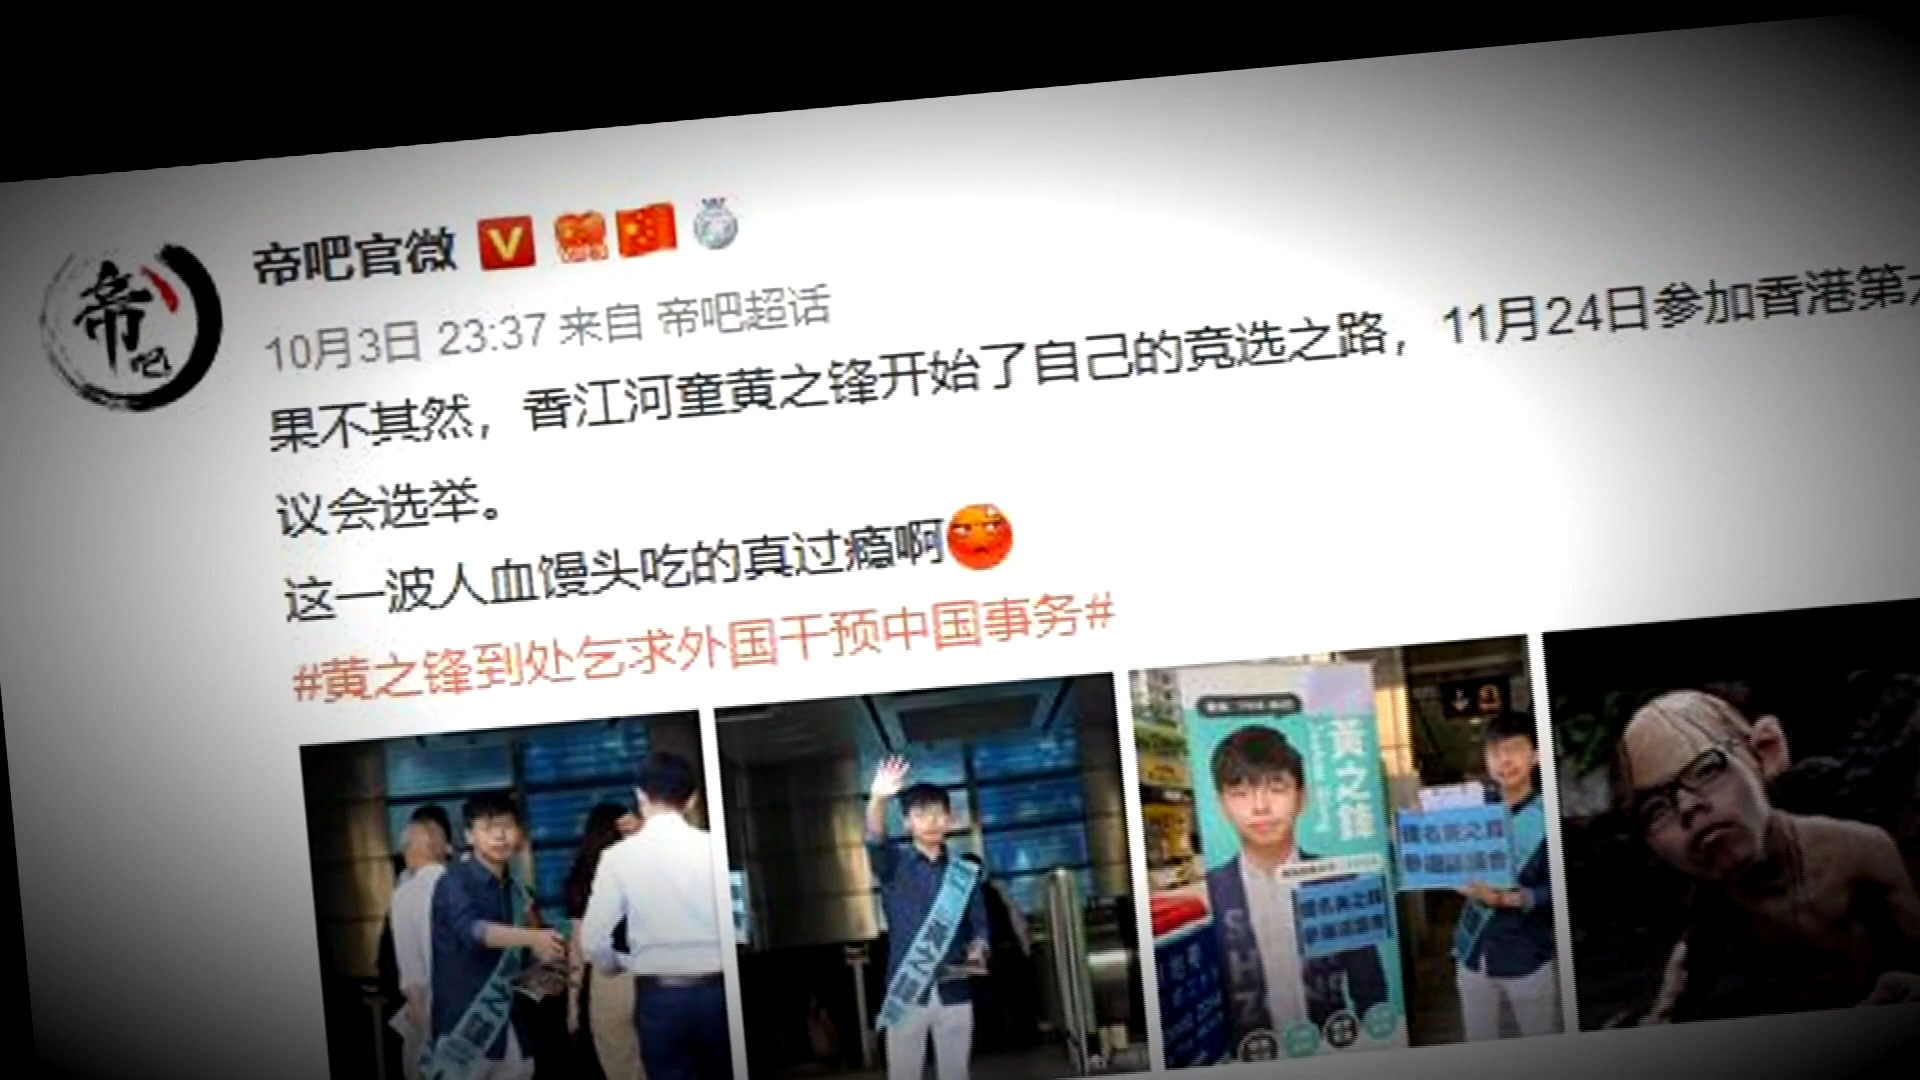 帝吧
帝吧官微 V
10月3日 23:37 来自 帝吧超话
果不其然，香江河童黄之锋开始了自己的竞选之路，11月24日参加香港第
议会选举。
这一波人血馒头吃的真过瘾啊
#黄之锋到处乞求外国干预中国事务#
黃之鋒